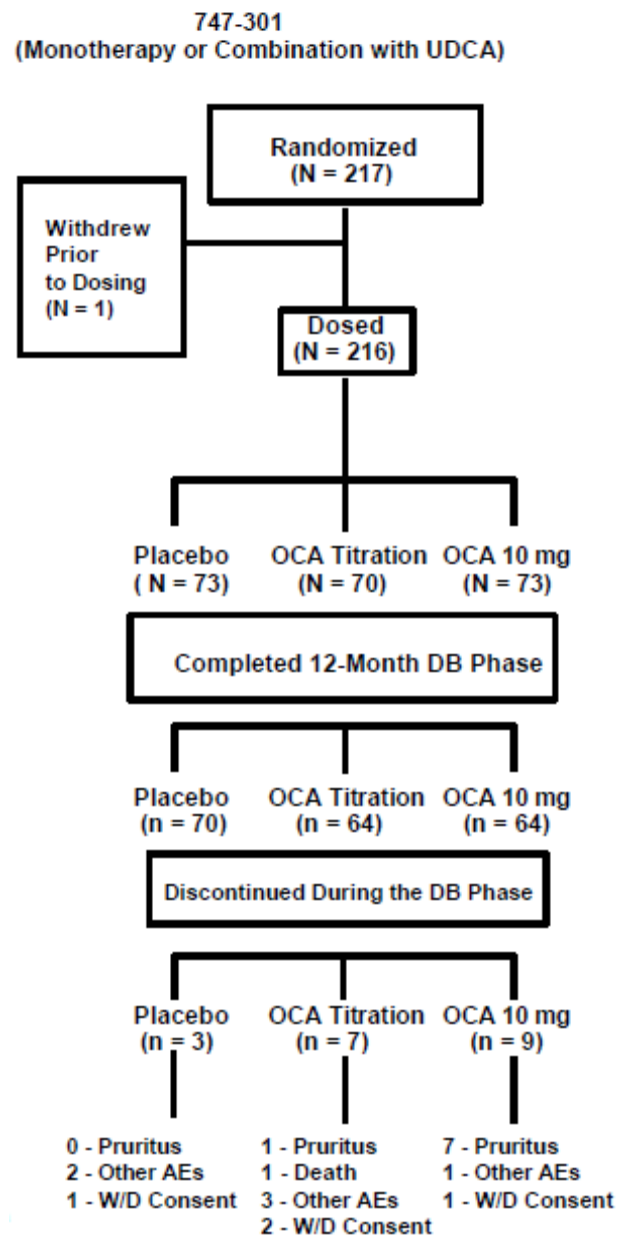 747-301
(Monotherapy or Combination with UDCA)
Randomized
(N = 217)
Withdrew
Prior
to Dosing
(N = 1)
Dosed
(N = 216)
Placebo OCA Titration OCA 10 mg
( N = 73) (N = 70) (N = 73)
Completed 12-Month DB Phase
Placebo OCA Titration OCA 10 mg
(n = 70) (n = 64) (n = 64)
Discontinued During the DB Phase
Placebo OCA Titration OCA 10 mg
(n = 3) (n = 7) (n = 9)
0 - Pruritus 1 - Pruritus 7 - Pruritus
2 - Other AEs 1 - Death 1 - Other AEs
1 - W/D Consent 3 - Other AEs 1 - W/D Consent
2 - W/D Consent